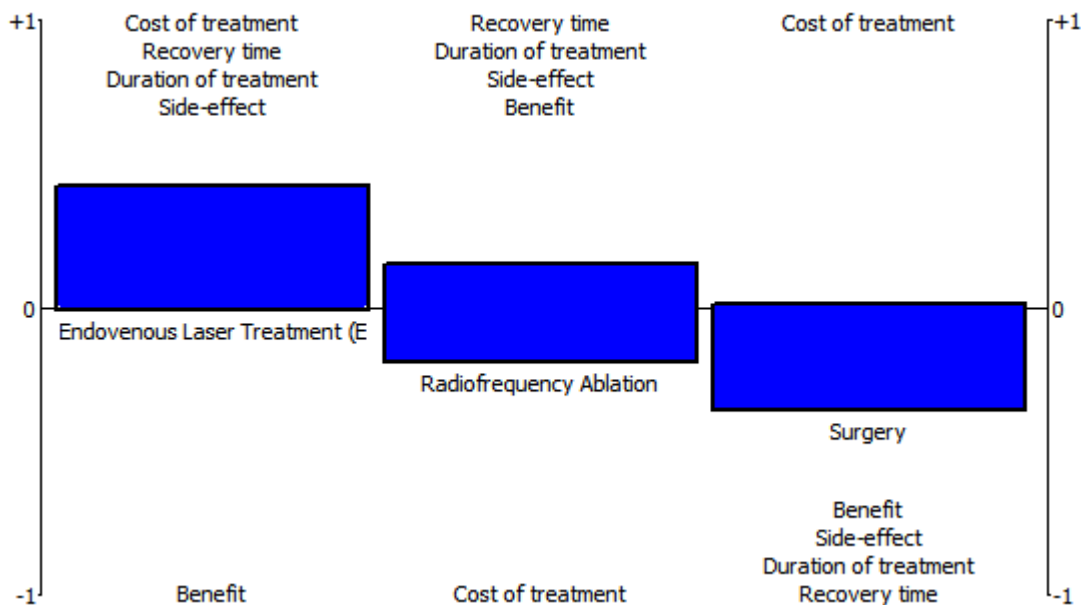 +1
Cost of treatment
Recovery time
Duration of treatment
Side-effect
Recovery time
Duration of treatment
Side-effect
Benefit
Cost of treatment
+1
0
0
Endovenous Laser Treatment (E
Radiofrequency Ablation
Surgery
Benefit
Side-effect
Duration of treatment
Recovery time
-1
Benefit
Cost of treatment
-1